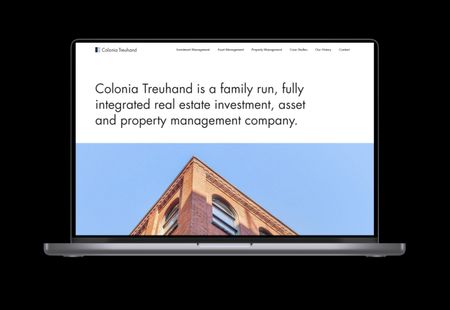 Colonia Treuhand
Investment Management Asset Management Property Management Case Studies Our History Contact
Colonia Treuhand is a family run, fully
integrated real estate investment, asset
and property management company.